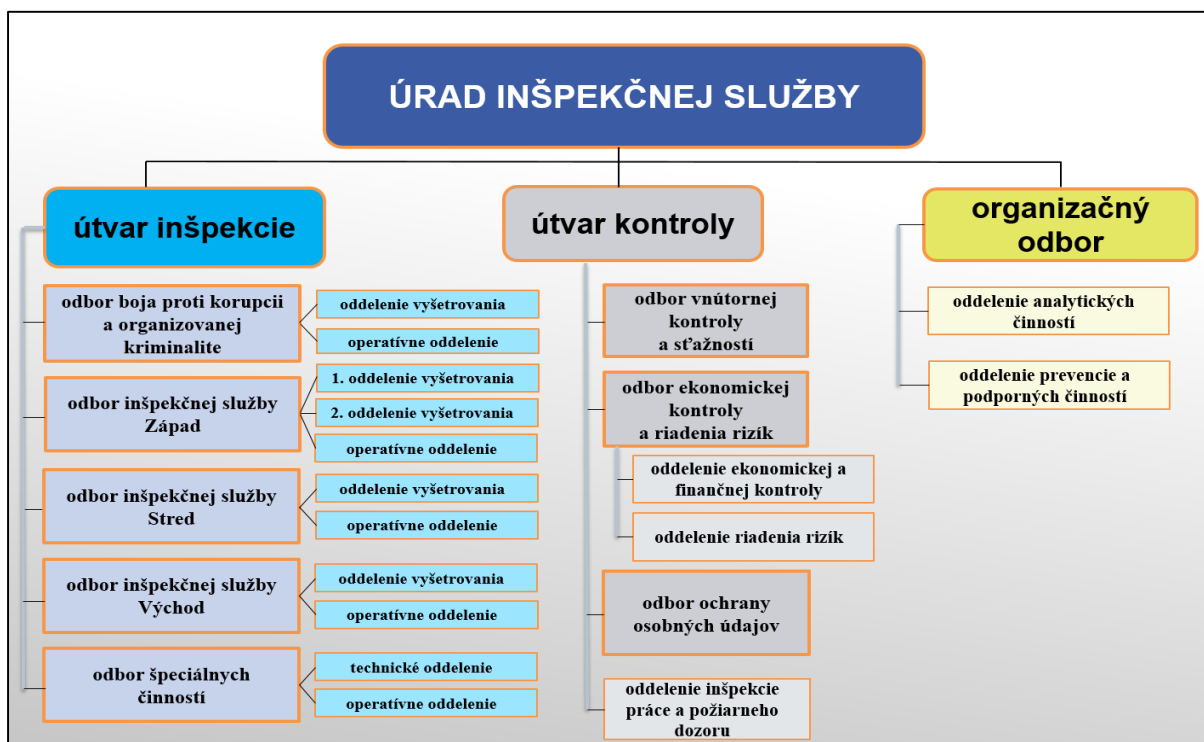 ÚRAD INŠPEKČNEJ SLUŽBY
útvar inšpekcie
odbor boja proti korupcii
a organizovanej
kriminalite
oddelenie vyšetrovania
operatívne oddelenie
odbor inšpekčnej služby
Západ
1. oddelenie vyšetrovania
2. oddelenie vyšetrovania
operatívne oddelenie
odbor inšpekčnej služby
Stred
oddelenie vyšetrovania
operatívne oddelenie
odbor inšpekčnej služby
Východ
oddelenie vyšetrovania
operatívne oddelenie
odbor špeciálnych
činností
technické oddelenie
operatívne oddelenie
útvar kontroly
odbor vnútornej
kontroly
a sťažností
odbor ekonomickej
kontroly
a riadenia rizík
oddelenie ekonomickej a
finančnej kontroly
oddelenie riadenia rizík
odbor ochrany
osobných údajov
oddelenie inšpekcie
práce a požiarneho
dozoru
organizačný
odbor
oddelenie analytických
činností
oddelenie prevencie a
podporných činností